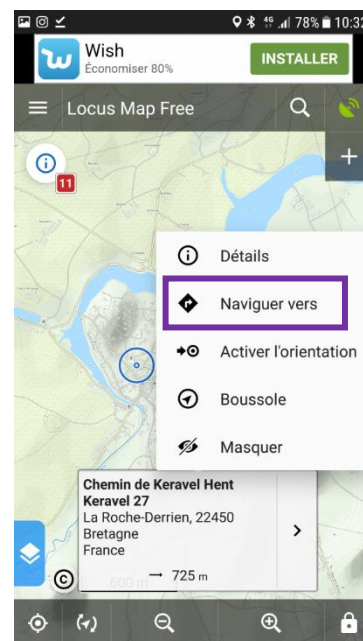 4G 78% 10:32
Wish
Économiser 80%
INSTALLER
Locus Map Free
11
Détails
Naviguer vers
Activer l'orientation
Boussole
Masquer
Chemin de Keravel Hent
Keravel 27
La Roche-Derrien, 22450
Bretagne
France
725 m
600 m
©